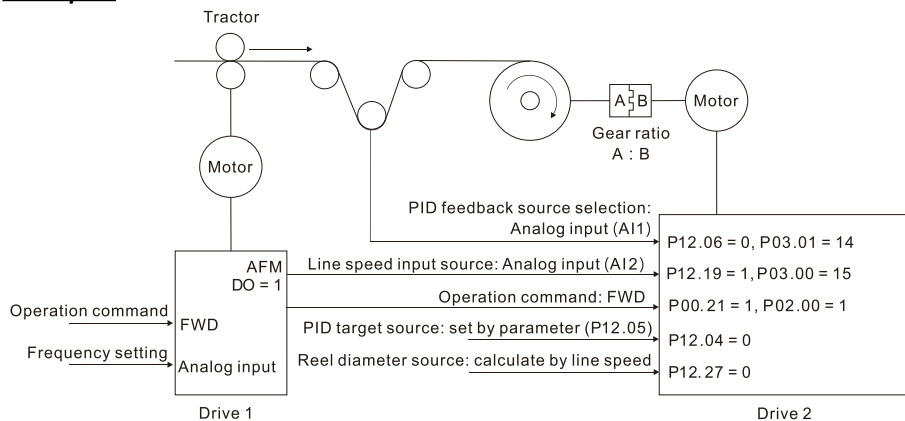 Tractor
Motor
A B
Motor
Gear ratio
A : B
PID feedback source selection:
Analog input (AI1)
P12.06 = 0, P03.01 = 14
AFM
DO = 1
Line speed input source: Analog input (AI2)
P12.19 = 1,P03.00 = 15
Operation command: FWD
P00.21 = 1, P02.00 = 1
Operation command
FWD
PID target source: set by parameter (P12.05)
P12.04 = 0
Frequency setting
Analog input
Reel diameter source: calculate by line speed
P12.27 = 0
Drive 1
Drive 2